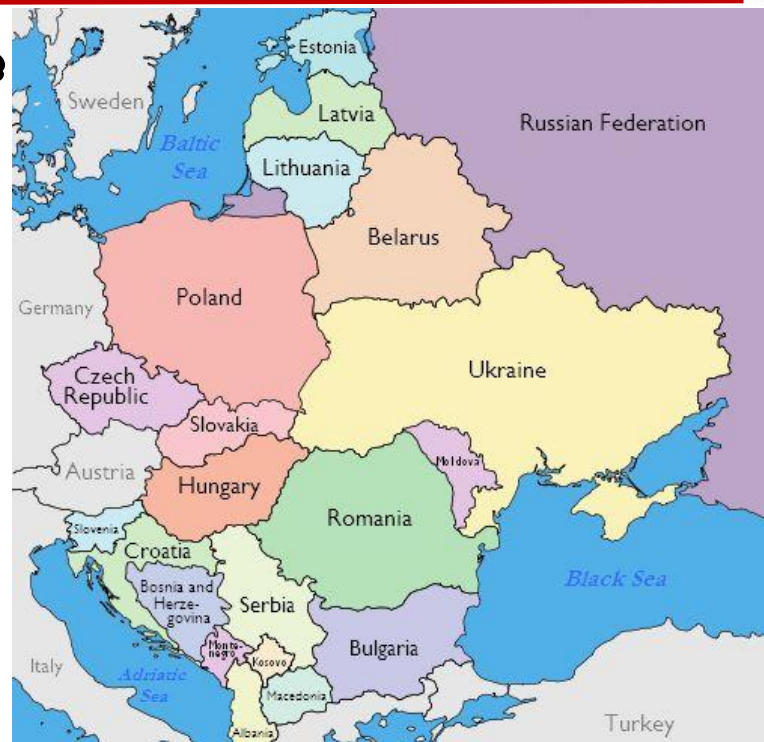 Estonia
Sweden
Latvia
Russian Federation
Baltic
Sea
Lithuania
Belarus
Poland
Germany
Ukraine
Czech
Republic
Slovakia
Moldova
Austria
Hungary
Romania
Slovenia
Croatia
Bosnia and
Herze-
govina
Serbia
Black Sea
Monte-
negro
Kosovo
Bulgaria
Italy
Adriatic
Sea
Macedonia
Albania
Turkey